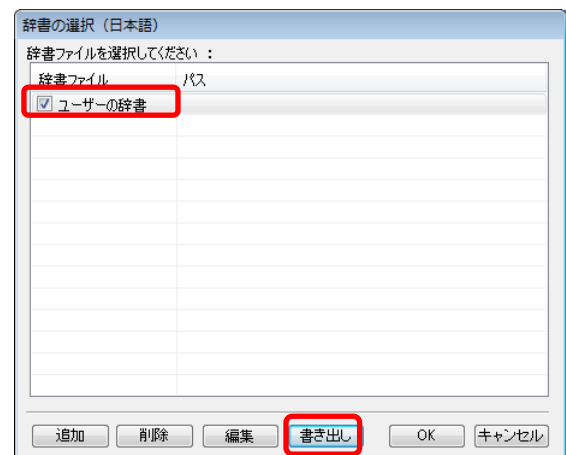 辞書の選択（日本語）
辞書ファイルを選択してください：
辞書ファイル パス
ユーザーの辞書
追加 削除 編集 書き出し OK キャンセル